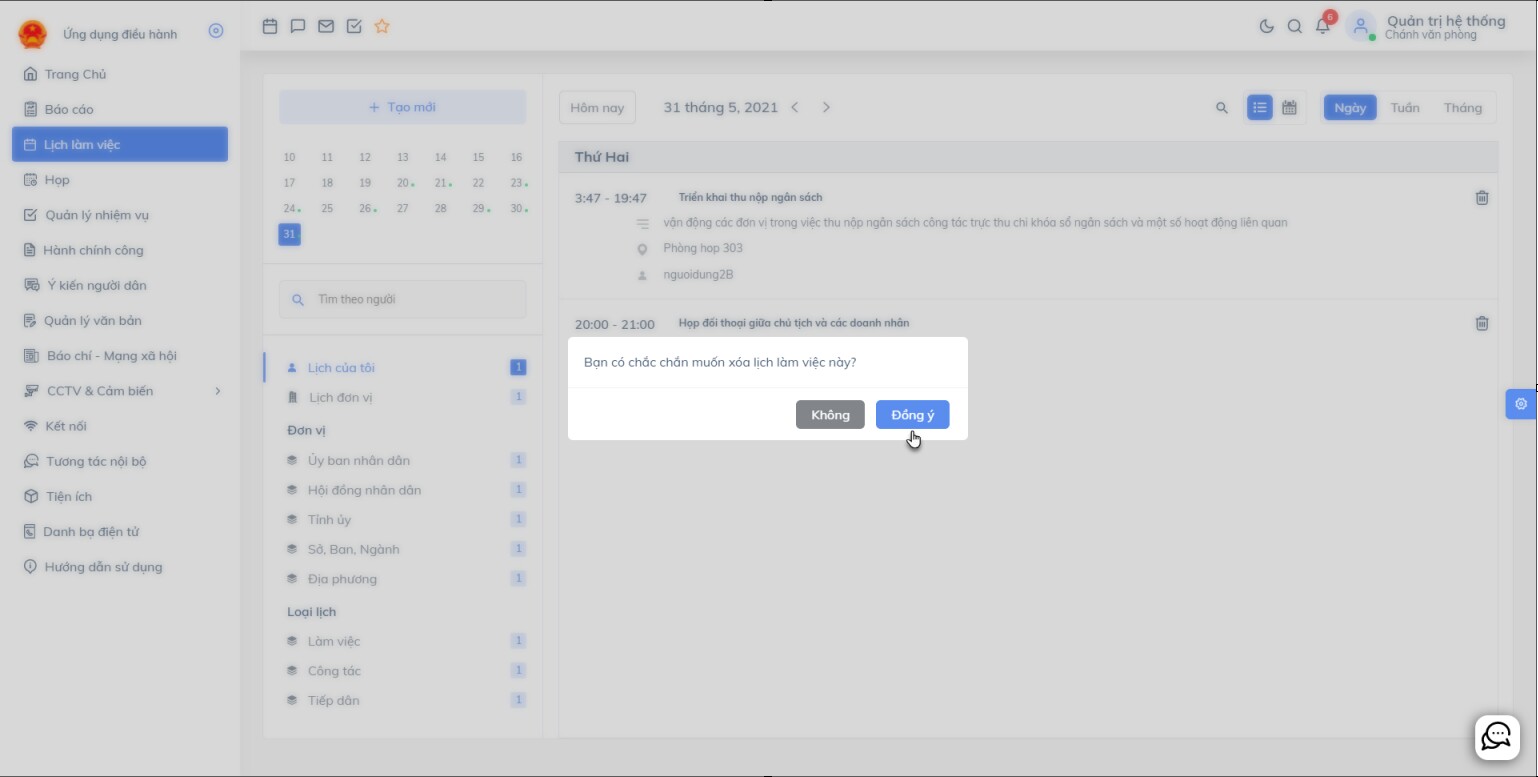 Ứng dụng điều hành
Trang Chủ
Báo cáo
Lịch làm việc
Họp
Quản lý nhiệm vụ
Hành chính công
Ý kiến người dân
Quản lý văn bản
Báo chí - Mạng xã hội
CCTV & Cảm biến
Kết nối
Tương tác nội bộ
Tiện ích
Danh bạ điện tử
Hướng dẫn sử dụng
6
Quản trị hệ thống
Chánh văn phòng
+ Tạo mới
10 11 12 13 14 15 16
17 18 19 20 21 22 23
24 25 26 27 28 29 30
31
Tìm theo người
Lịch của tôi 1
Lịch đơn vị 1
Đơn vị
Ủy ban nhân dân 1
Hội đồng nhân dân 1
Tỉnh ủy 1
Sở, Ban, Ngành 1
Địa phương 1
Loại lịch
Làm việc 1
Công tác 1
Tiếp dân 1
Hôm nay 31 tháng 5, 2021 < >
Ngày Tuần Tháng
Thứ Hai
3:47 - 19:47 Triển khai thu nộp ngân sách
vận động các đơn vị trong việc thu nộp ngân sách công tác trực thu chi khóa sổ ngân sách và một số hoạt động liên quan
Phòng họp 303
nguoidung2B
20:00 - 21:00 Họp đối thoại giữa chủ tịch và các doanh nhân
Bạn có chắc chắn muốn xóa lịch làm việc này?
Không Đồng ý